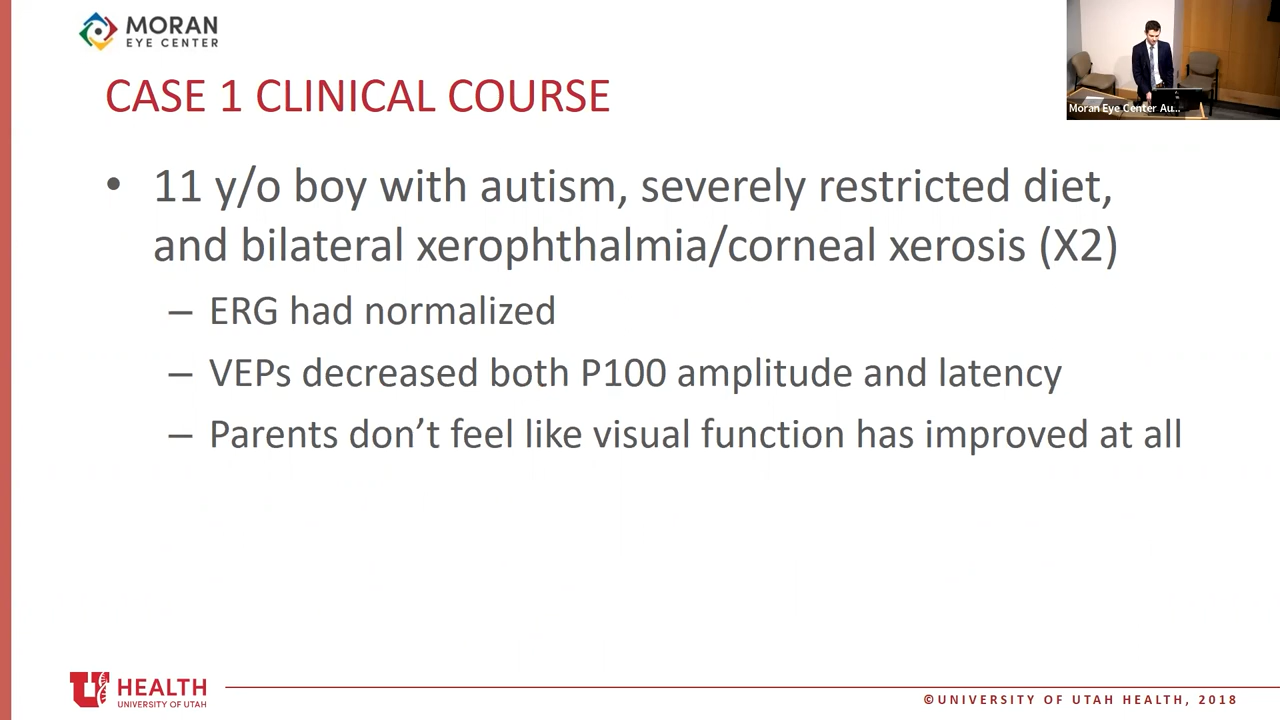 MORAN
EYE CENTER
Moran Eye Center Au...
CASE 1 CLINICAL COURSE
• 11 y/o boy with autism, severely restricted diet,
and bilateral xerophthalmia/corneal xerosis (X2)
– ERG had normalized
– VEPs decreased both P100 amplitude and latency
– Parents don’t feel like visual function has improved at all
U HEALTH
UNIVERSITY OF UTAH
©UNIVERSITY OF UTAH HEALTH, 2018